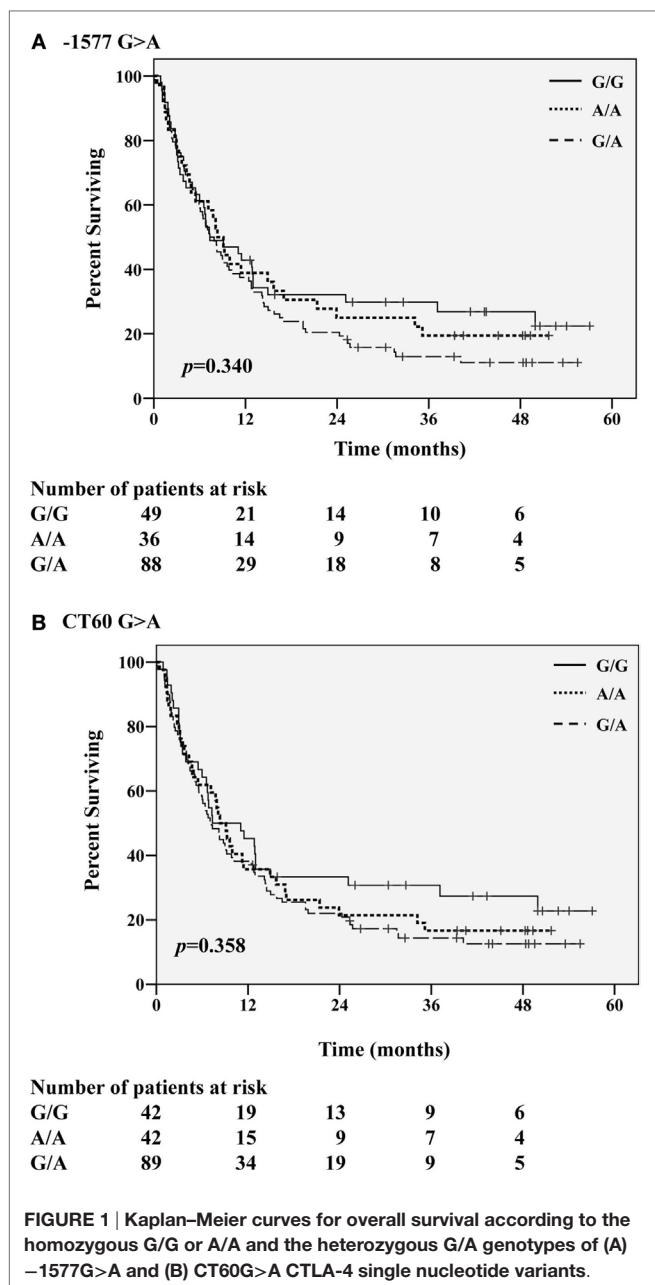 A -1577 G>A
100
80
60
40
20
0
Percent Surviving
G/G
A/A
G/A
p=0.340
0 12 24 36 48 60
Time (months)
Number of patients at risk
G/G 49 21 14 10 6
A/A 36 14 9 7 4
G/A 88 29 18 8 5
B CT60 G>A
100
80
60
40
20
0
Percent Surviving
G/G
A/A
G/A
p=0.358
0 12 24 36 48 60
Time (months)
Number of patients at risk
G/G 42 19 13 9 6
A/A 42 15 9 7 4
G/A 89 34 19 9 5
FIGURE 1 | Kaplan–Meier curves for overall survival according to the
homozygous G/G or A/A and the heterozygous G/A genotypes of (A)
−1577G>A and (B) CT60G>A CTLA-4 single nucleotide variants.